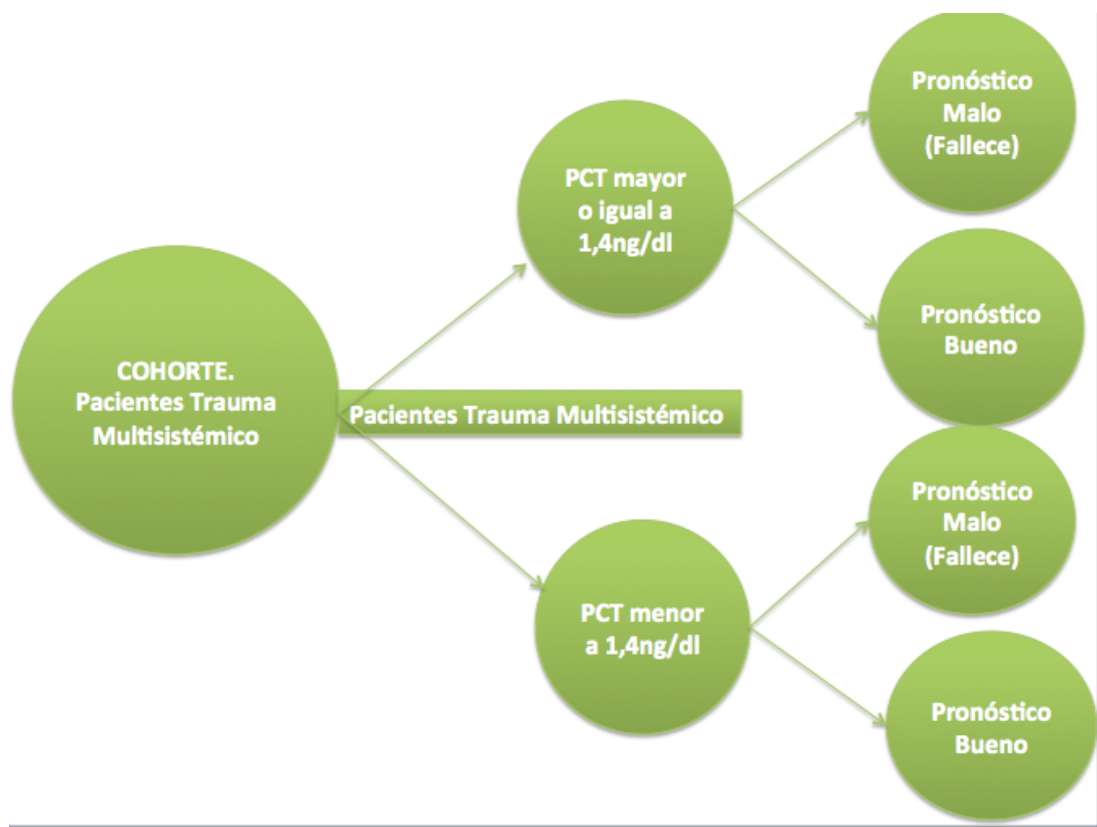 COHORTE.
Pacientes Trauma
Multisistémico
Pacientes Trauma Multisistémico
PCT mayor
o igual a
1,4ng/dl
Pronóstico
Malo
(Fallece)
Pronóstico
Bueno
PCT menor
a 1,4ng/dl
Pronóstico
Malo
(Fallece)
Pronóstico
Bueno